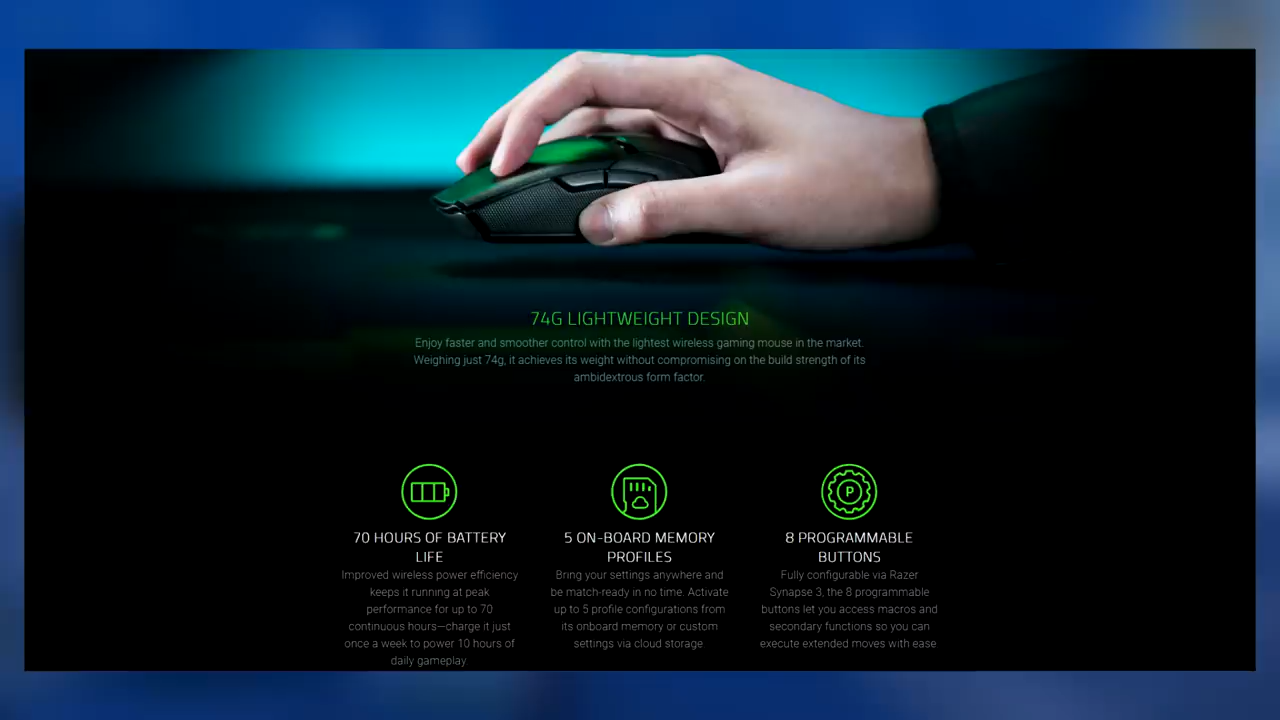 74G LIGHTWEIGHT DESIGN
Enjoy faster and smoother control with the lightest wireless gaming mouse in the market.
Weighing just 74g, it achieves its weight without compromising on the build strength of its
ambidextrous form factor.
70 HOURS OF BATTERY
LIFE
Improved wireless power efficiency
keeps it running at peak
performance for up to 70
continuous hours—charge it just
once a week to power 10 hours of
daily gameplay
5 ON-BOARD MEMORY
PROFILES
Bring your settings anywhere and
be match-ready in no time. Activate
up to 5 profile configurations from
its onboard memory or custom
settings via cloud storage.
8 PROGRAMMABLE
BUTTONS
Fully configurable via Razer
Synapse 3, the 8 programmable
buttons let you access macros and
secondary functions so you can
execute extended moves with ease
P